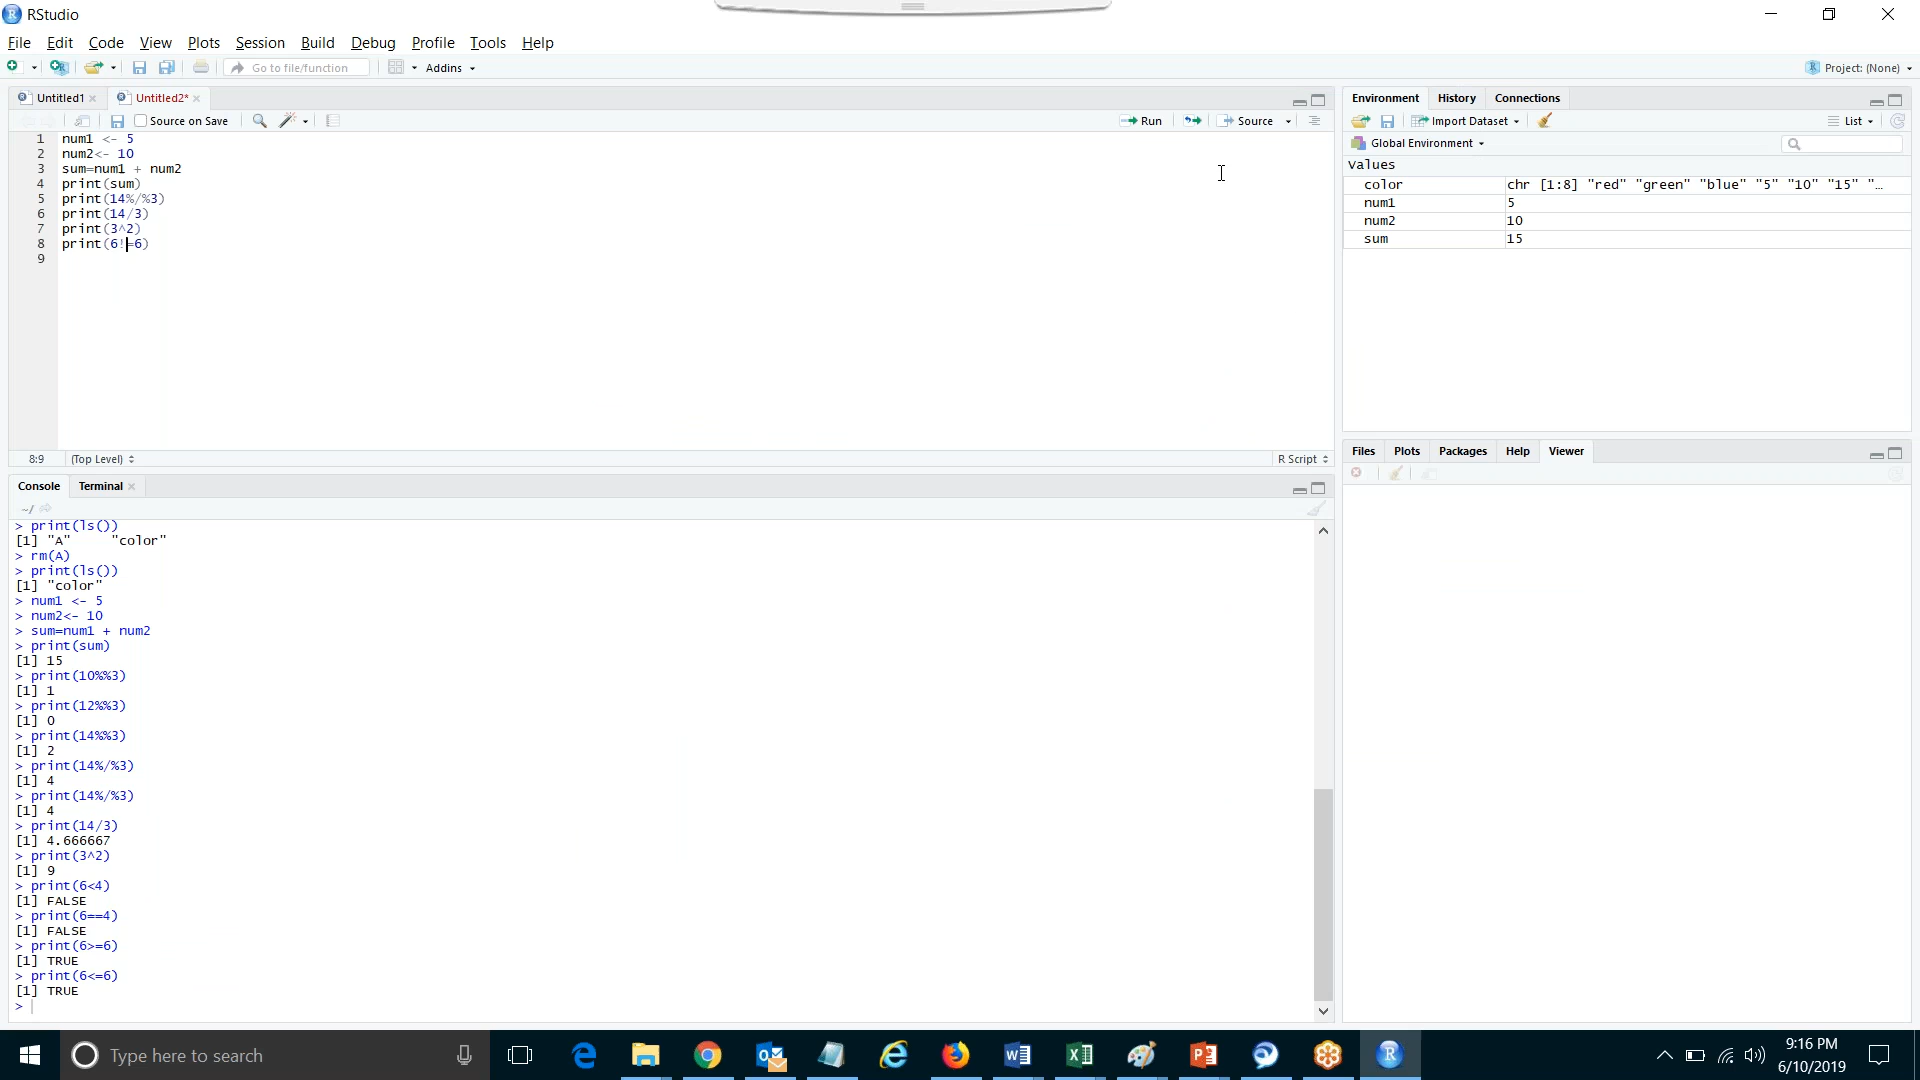 RStudio
File Edit Code View Plots Session Build Debug Profile Tools Help
Go to file/function Addins Project: (None)
Untitled1 Untitled2*
Source on Save Run Source
1 num1 <- 5
2 num2<- 10
3 sum=num1 + num2
4 print(sum)
5 print(14%/%3)
6 print(14/3)
7 print(3^2)
8 print(6!=6)
9
8:9 (Top Level) R Script
Console Terminal
~/
> print(ls())
[1] "A" "color"
> rm(A)
> print(ls())
[1] "color"
> num1 <- 5
> num2<- 10
> sum=num1 + num2
> print(sum)
[1] 15
> print(10%%3)
[1] 1
> print(12%%3)
[1] 0
> print(14%%3)
[1] 2
> print(14%/%3)
[1] 4
> print(14%/%3)
[1] 4
> print(14/3)
[1] 4.666667
> print(3^2)
[1] 9
> print(6<4)
[1] FALSE
> print(6==4)
[1] FALSE
> print(6>=6)
[1] TRUE
> print(6<=6)
[1] TRUE
>
Environment History Connections
Import Dataset List
Global Environment
Values
color chr [1:8] "red" "green" "blue" "5" "10" "15" "…
num1 5
num2 10
sum 15
Files Plots Packages Help Viewer
Type here to search
9:16 PM
6/10/2019